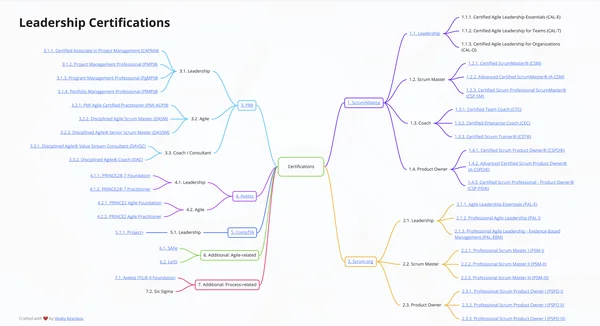 Leadership Certifications
Certifications
1. ScrumAlliance
1.1. Leadership
1.1.1. Certified Agile Leadership Essentials (CAL-E)
1.1.2. Certified Agile Leadership for Teams (CAL-T)
1.1.3. Certified Agile Leadership for Organizations
(CAL-O)
1.2. Scrum Master
1.2.1. Certified ScrumMaster® (CSM)
1.2.2. Advanced Certified ScrumMaster® (A-CSM)
1.2.3. Certified Scrum Professional ScrumMaster®
(CSP-SM)
1.3. Coach
1.3.1. Certified Team Coach (CTC)
1.3.2. Certified Enterprise Coach (CEC)
1.3.3. Certified Scrum Trainer® (CST®)
1.4. Product Owner
1.4.1. Certified Scrum Product Owner® (CSPO®)
1.4.2. Advanced Certified Scrum Product Owner®
(A-CSPO®)
1.4.3. Certified Scrum Professional - Product Owner®
(CSP-PO®)
2. Scrum.org
2.1. Leadership
2.1.1. Agile Leadership Essentials (PAL-E)
2.1.2. Professional Agile Leadership (PAL I)
2.1.3. Professional Agile Leadership - Evidence-Based
Management (PAL-EBM)
2.2. Scrum Master
2.2.1. Professional Scrum Master I (PSM-I)
2.2.2. Professional Scrum Master II (PSM-II)
2.2.3. Professional Scrum Master III (PSM-III)
2.3. Product Owner
2.3.1. Professional Scrum Product Owner I (PSPO I)
2.3.2. Professional Scrum Product Owner
2.3.3. Professional Scrum Product Owner
3. PMI
3.1. Leadership
3.1.1. Certified Associate in Project Management (CAPM)®
3.1.2. Project Management Professional (PMP)®
3.1.3. Program Management Professional (PgMP)®
3.1.4. Portfolio Management Professional (PfMP)®
3.2. Agile
3.2.1. PMI Agile Certified Practitioner (PMI-ACP)®
3.2.2. Disciplined Agile Scrum Master (DASM)
3.2.3. Disciplined Agile® Senior Scrum Master (DASSM)
3.3. Coach / Consultant
3.3.1. Disciplined Agile® Value Stream Consultant (DAVSC)
3.3.2. Disciplined Agile® Coach (DAC)
4. Axelos
4.1. Leadership
4.1.1. PRINCE2® 7 Foundation
4.1.2. PRINCE2® 7 Practitioner
4.2. Agile
4.2.1. PRINCE2 Agile Foundation
4.2.2. PRINCE2 Agile Practitioner
5. CompTIA
5.1. Leadership
5.1.1. Project+
6. Additional: Agile-related
6.1. SAFe
6.2. LeSS
7. Additional: Process-related
7.1. Axelos ITIL® 4 Foundation
7.2. Six Sigma
Crafted with ❤ by